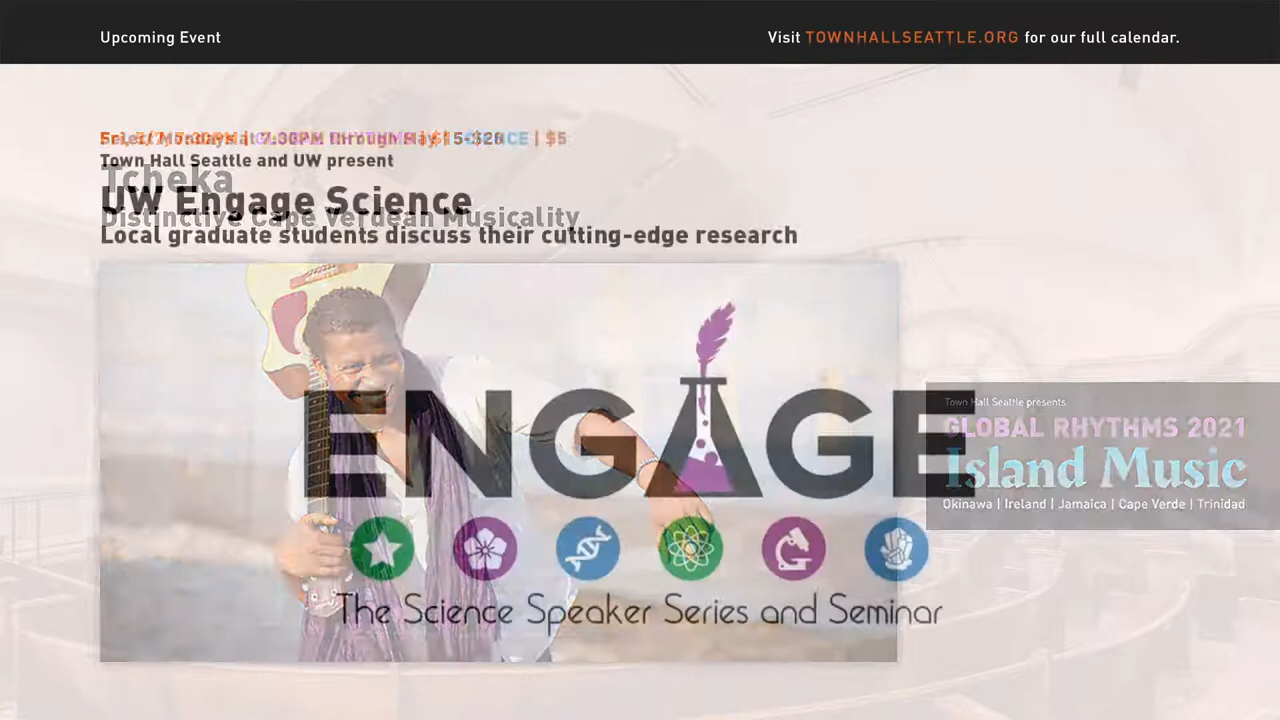 Upcoming Event
Visit TOWNHALLSEATTLE.ORG for our full calendar.
Town Hall Seattle and UW present
Tcheka
UW Engage Science
Distinctive Cape Verdean Musicality
Local graduate students discuss their cutting-edge research
ENGAGE
The Science Speaker Series and Seminar
Town Hall Seattle presents
GLOBAL RHYTHMS 2021
Island Music
Okinawa | Ireland | Jamaica | Cape Verde | Trinidad